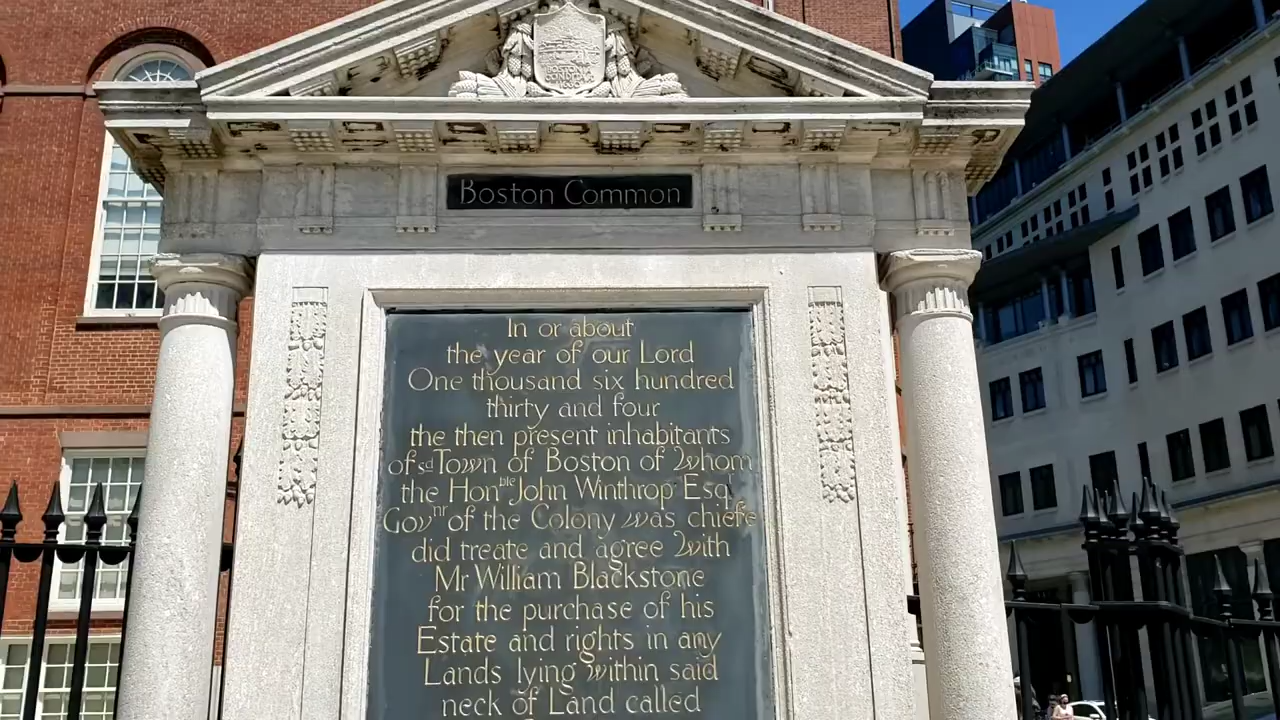 Boston Common
In or about
the year of our Lord
One thousand six hundred
thirty and four
the then present inhabitants
of sd Town of Boston of Whom
the Honble John Winthrop Esqr
Govnr of the Colony was chiefe
did treate and agree With
Mr William Blackstone
for the purchase of his
Estate and rights in any
Lands lying within said
neck of Land called